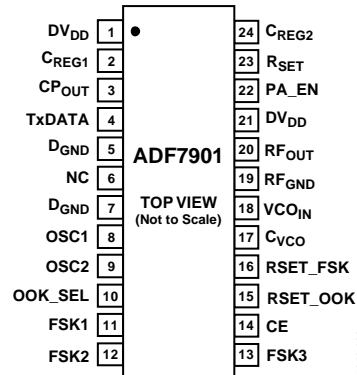 DVDD 1
CREG1 2
CPOUT 3
TxDATA 4
DGND 5
NC 6
DGND 7
OSC1 8
OSC2 9
OOK_SEL 10
FSK1 11
FSK2 12
ADF7901
TOP VIEW
(Not to Scale)
24 CREG2
23 RSET
22 PA_EN
21 DVDD
20 RFOUT
19 RFGND
18 VCOIN
17 CVCO
16 RSET_FSK
15 RSET_OOK
14 CE
13 FSK3